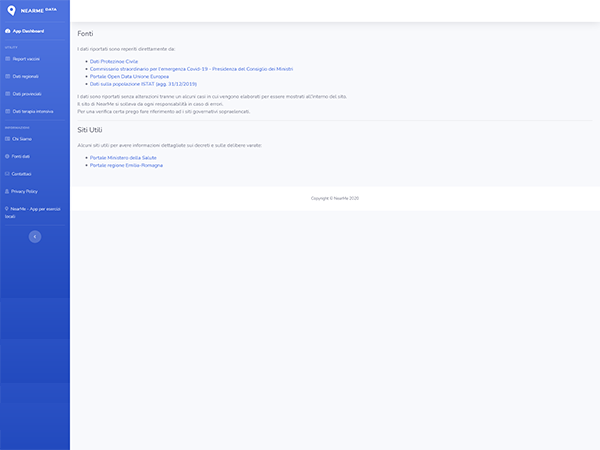 NEARME DATA
App Dashboard
UTILITY
Report vaccini
Dati regionali
Dati provinciali
Dati terapia intensiva
INFORMAZIONI
Chi Siamo
Fonti dati
Contattaci
Privacy Policy
NearMe - App per esercizi
locali
Fonti
I dati riportati sono reperiti direttamente da:
Dati Protezione Civile
Commissario straordinario per l'emergenza Covid-19 - Presidenza del Consiglio dei Ministri
Portale Open Data Unione Europea
Dati sulla popolazione ISTAT (agg. 31/12/2019)
I dati sono riportati senza alterazioni tranne un alcuni casi in cui vengono elaborati per essere mostrati all'interno del sito.
Il sito di NearMe si solleva da ogni responsabilità in caso di errori.
Per una verifica certa prego fare riferimento ad i siti governativi sopraelencati.
Siti Utili
Alcuni siti utili per avere informazioni dettagliate sui decreti e sulle delibere varate:
Portale Ministero della Salute
Portale regione Emilia-Romagna
Copyright © NearMe 2020